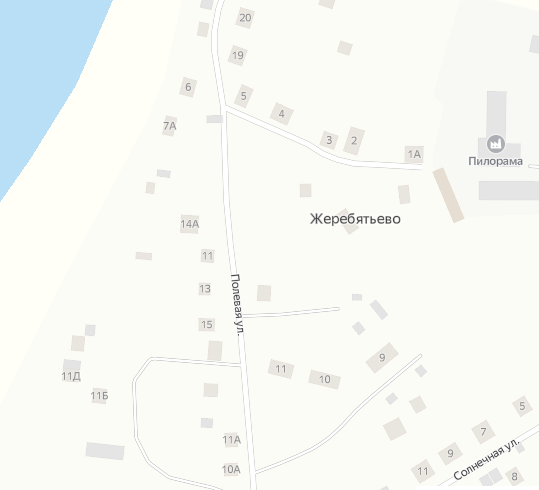 20
19
6
5
4
7А
3
2
1А
Пилорама
Жеребятьево
14А
11
13
Полевая ул.
15
9
11
10
11Д
11Б
5
7
11А
Солнечная ул.
9
10А
11
8